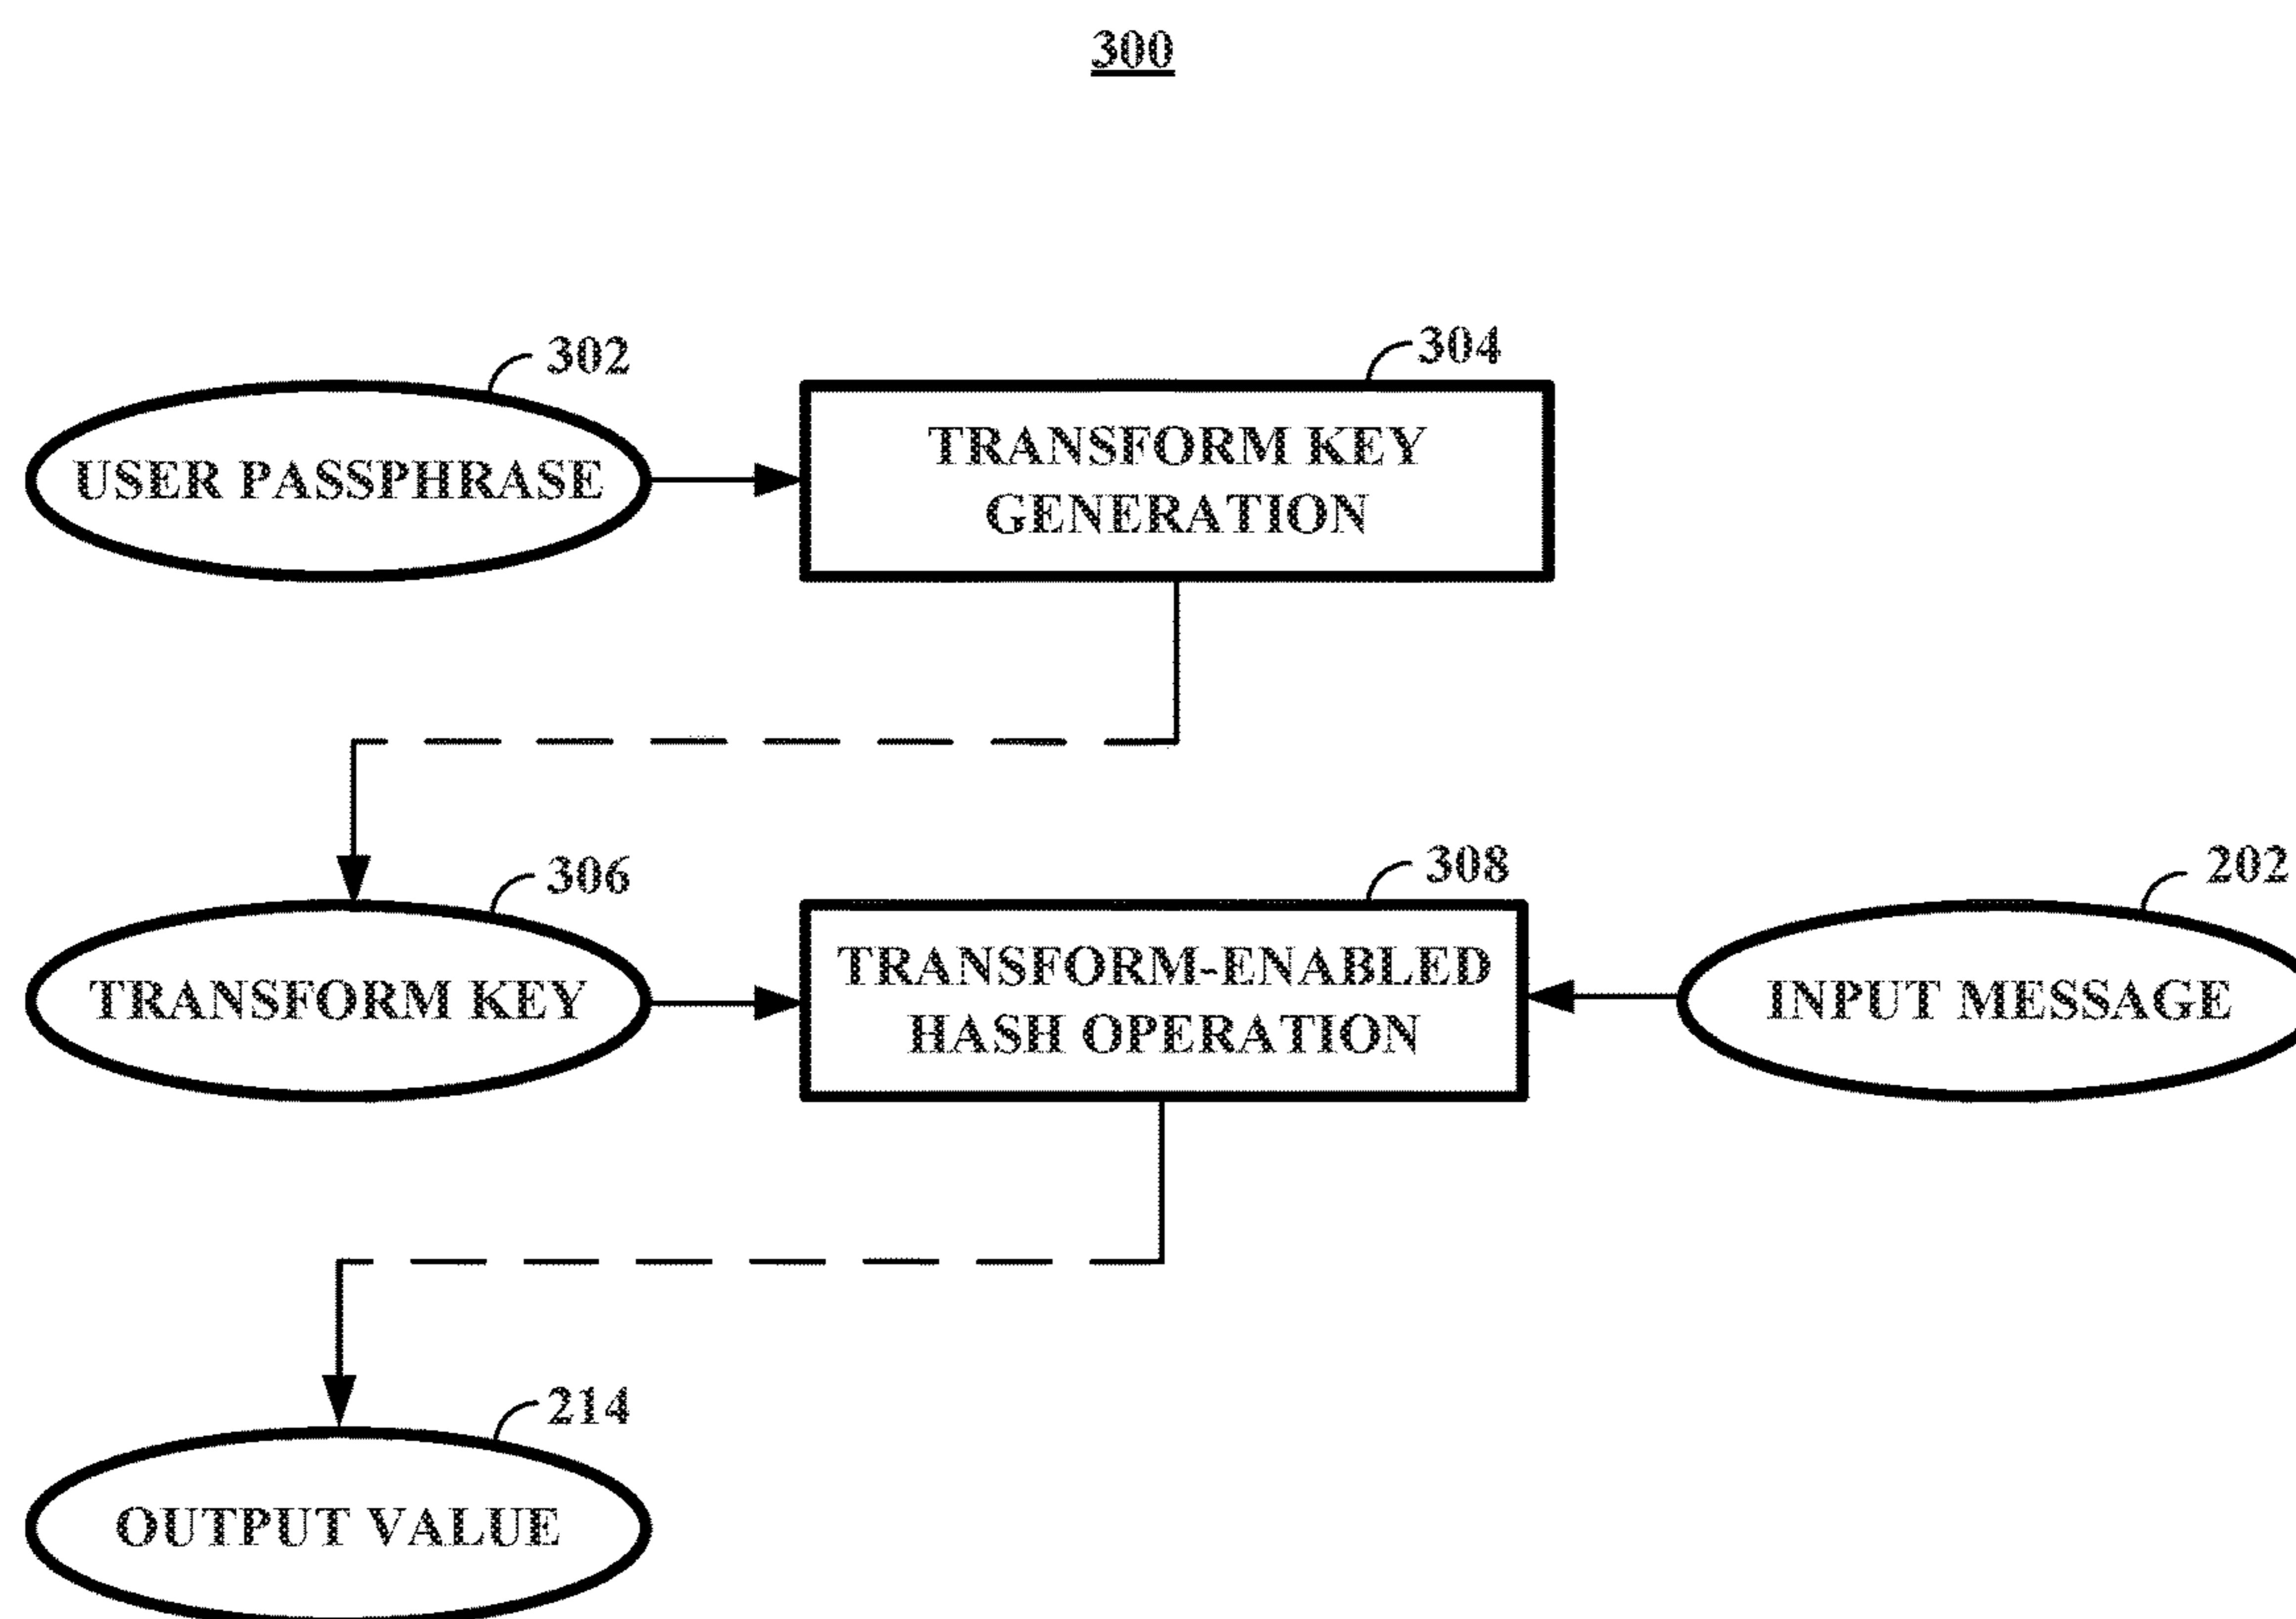 300
302
304
USER PASSPHRASE
TRANSFORM KEY
GENERATION
306
308
202
TRANSFORM KEY
TRANSFORM-ENABLED
HASH OPERATION
INPUT MESSAGE
214
OUTPUT VALUE